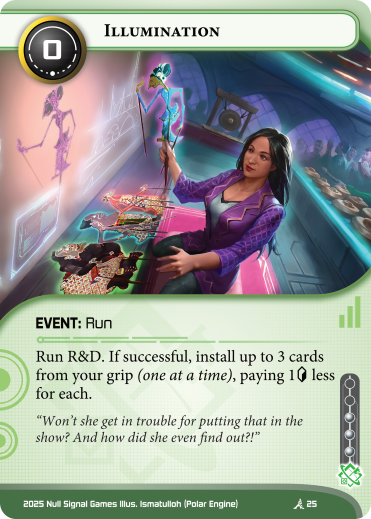 0
ILLUMINATION
EVENT: Run
Run R&D. If successful, install up to 3 cards
from your grip (one at a time), paying 1 less
for each.
“Won’t she get in trouble for putting that in the
show? And how did she even find out?!”
2025 Null Signal Games Illus. Ismatulloh (Polar Engine) 25